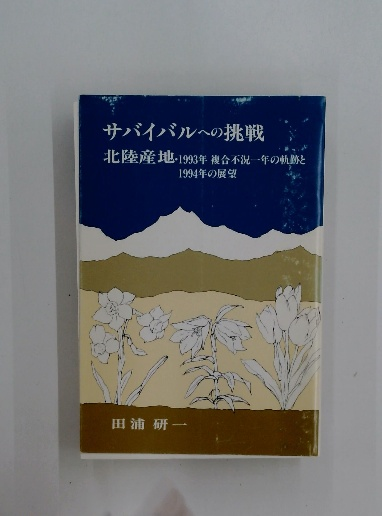 サバイバルへの挑戦
北陸産地・1993年 複合不況一年の軌跡と
1994年の展望
田浦 研一